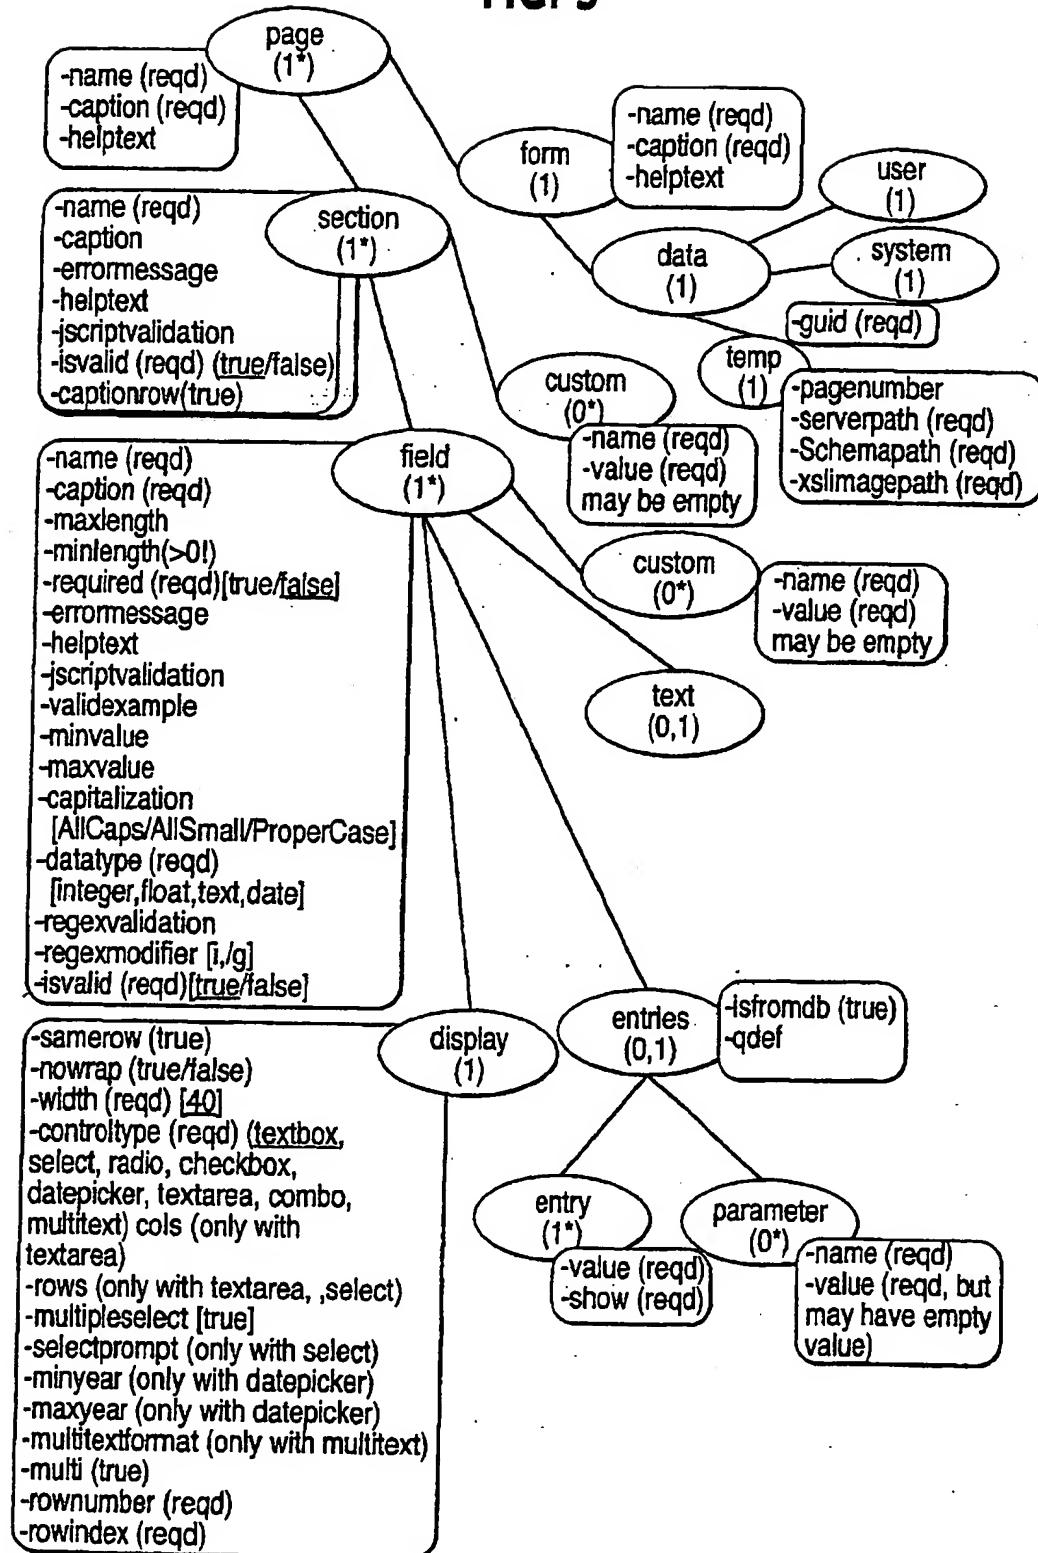 page
(1*)
-name (reqd)
-caption (reqd)
-helptext
form
(1)
-name (reqd)
-caption (reqd)
-helptext
user
(1)
data
(1)
system
(1)
-guid (reqd)
temp
(1)
-pagenumber
-serverpath (reqd)
-Schemapath (reqd)
-xslimagepath (reqd)
section
(1*)
-name (reqd)
-caption
-errormessage
-helptext
-jscriptvalidation
-isvalid (reqd) (true/false)
-captionrow(true)
custom
(0*)
-name (reqd)
-value (reqd)
may be empty
field
(1*)
-name (reqd)
-caption (reqd)
-maxlength
-minlength(>0!)
-required (reqd)[true/false]
-errormessage
-helptext
-jscriptvalidation
-validexample
-minvalue
-maxvalue
-capitalization
[AllCaps/AllSmall/ProperCase]
-datatype (reqd)
[integer,float,text,date]
-regexvalidation
-regexmodifier [i,/g]
-isvalid (reqd)[true/false]
custom
(0*)
-name (reqd)
-value (reqd)
may be empty
text
(0,1)
display
(1)
-samerow (true)
-nowrap (true/false)
-width (reqd) [40]
-controltype (reqd) (textbox,
select, radio, checkbox,
datepicker, textarea, combo,
multitext) cols (only with
textarea)
-rows (only with textarea, ,select)
-multipleselect [true]
-selectprompt (only with select)
-minyear (only with datepicker)
-maxyear (only with datepicker)
-multitextformat (only with multitext)
-multi (true)
-rownumber (reqd)
-rowindex (reqd)
entries
(0,1)
-isfromdb (true)
-qdef
entry
(1*)
-value (reqd)
-show (reqd)
parameter
(0*)
-name (reqd)
-value (reqd, but
may have empty
value)